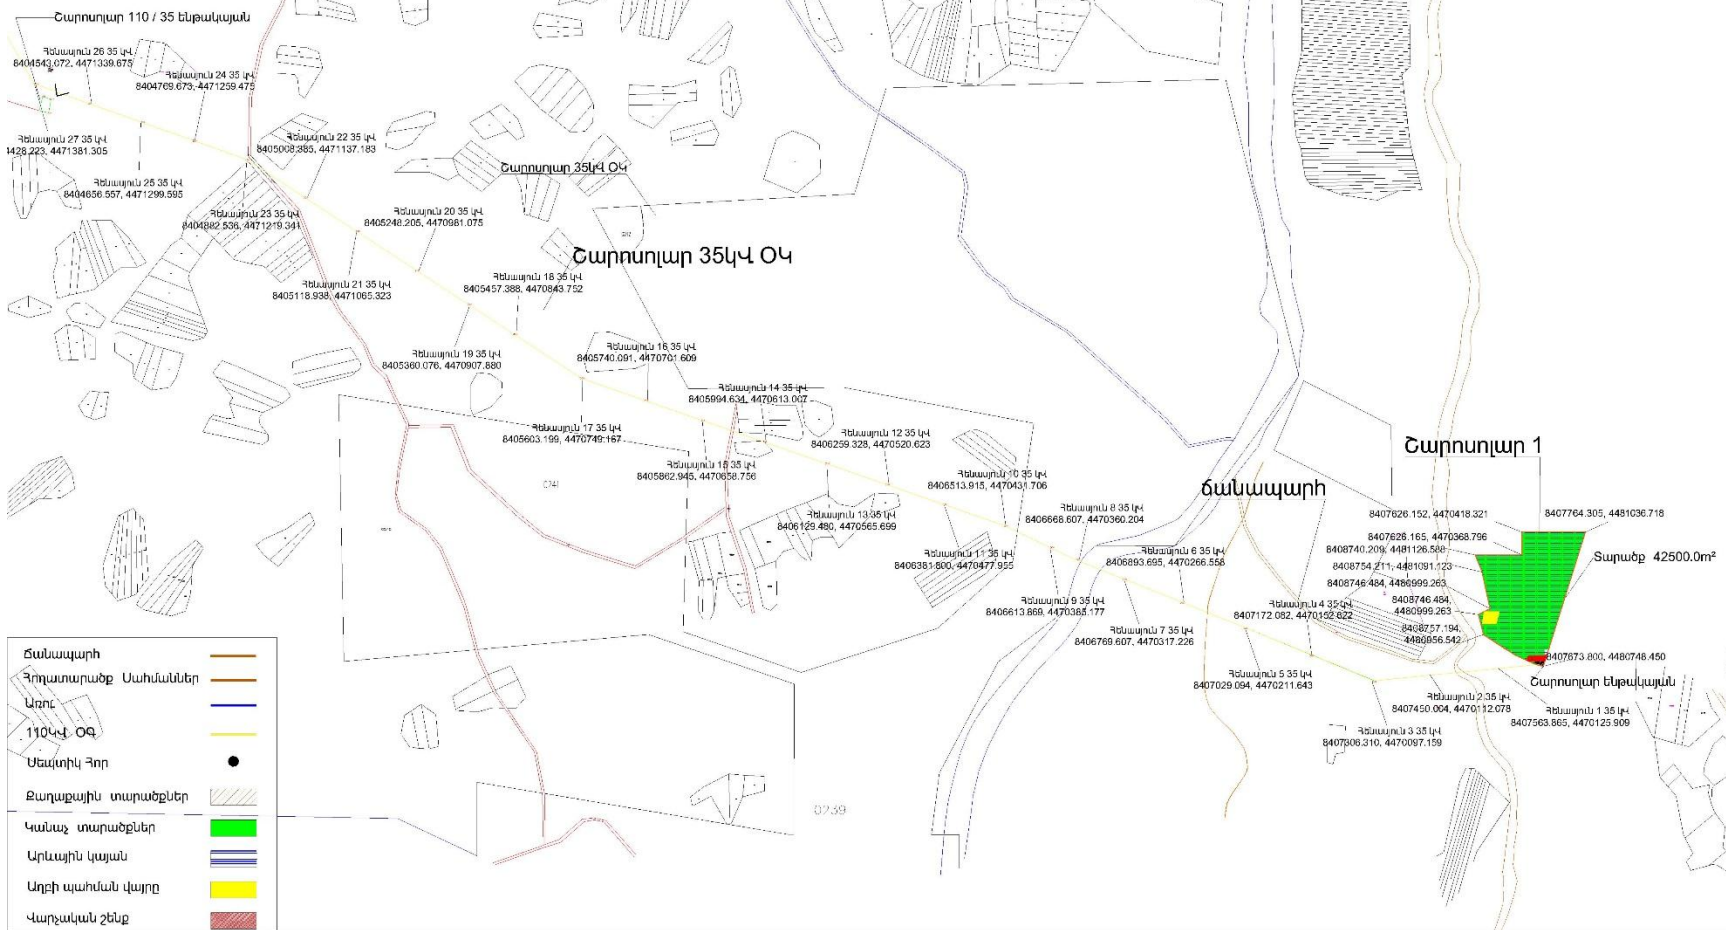 Շարոսոլար 110 / 35 ենթակայան
Հենասյուն 26 35 կՎ
8404543.072, 4471339.675
Հենասյուն 24 35 կՎ
8404769.673, 4471259.475
Հենասյուն 27 35 կՎ
4428.223, 4471381.305
Հենասյուն 22 35 կՎ
8405008.385, 4471137.183
Հենասյուն 25 35 կՎ
8404656.557, 4471299.595
Հենասյուն 23 35 կՎ
8404882.536, 4471219.341
Շարոսոլար 35կՎ ՕԿ
Հենասյուն 20 35 կՎ
8405248.205, 4470981.075
Շարոսոլար 35կՎ ՕԿ
Հենասյուն 21 35 կՎ
8405118.938, 4471065.323
Հենասյուն 18 35 կՎ
8405457.388, 4470843.752
Հենասյուն 19 35 կՎ
8405360.076, 4470907.880
Հենասյուն 16 35 կՎ
8405740.091, 4470701.609
Հենասյուն 14 35 կՎ
8405994.634, 4470613.007
Հենասյուն 17 35 կՎ
8405603.199, 4470749.167
Հենասյուն 12 35 կՎ
8406259.328, 4470520.623
Հենասյուն 15 35 կՎ
8405862.945, 4470658.756
0241
Հենասյուն 10 35 կՎ
8406513.915, 4470431.706
Հենասյուն 13 35 կՎ
8406129.480, 4470565.699
Հենասյուն 8 35 կՎ
8406668.607, 4470360.204
Հենասյուն 11 35 կՎ
8406381.800, 4470477.955
Հենասյուն 6 35 կՎ
8406893.695, 4470266.558
Հենասյուն 9 35 կՎ
8406613.869, 4470385.177
Հենասյուն 7 35 կՎ
8406769.607, 4470317.226
Հենասյուն 4 35 կՎ
8407172.082, 4470152.622
Հենասյուն 5 35 կՎ
8407029.094, 4470211.643
Շարոսոլար 1
ճանապարհ
8407626.152, 4470418.321
8407764.305, 4481036.718
8407626.165, 4470368.796
8408740.209, 4481126.588
Տարածք 42500.0m²
8408754.211, 4481091.123
8408746.484, 4480999.263
8408746.484,
4480999.263
8408757.194,
4480956.542
8407673.800, 4480748.450
Շարոսոլար ենթակայան
Հենասյուն 2 35 կՎ
8407450.004, 4470112.078
Հենասյուն 1 35 կՎ
8407563.865, 4470125.909
Հենասյուն 3 35 կՎ
8407306.310, 4470097.159
0239
Ճանապարհ
Հողատարածք Սահմաններ
Առու
110ԿՎ ՕԳ
Սեպտիկ Հոր
Քաղաքային տարածքներ
Կանաչ տարածքներ
Արևային կայան
Աղբի պահման վայրը
Վարչական շենք